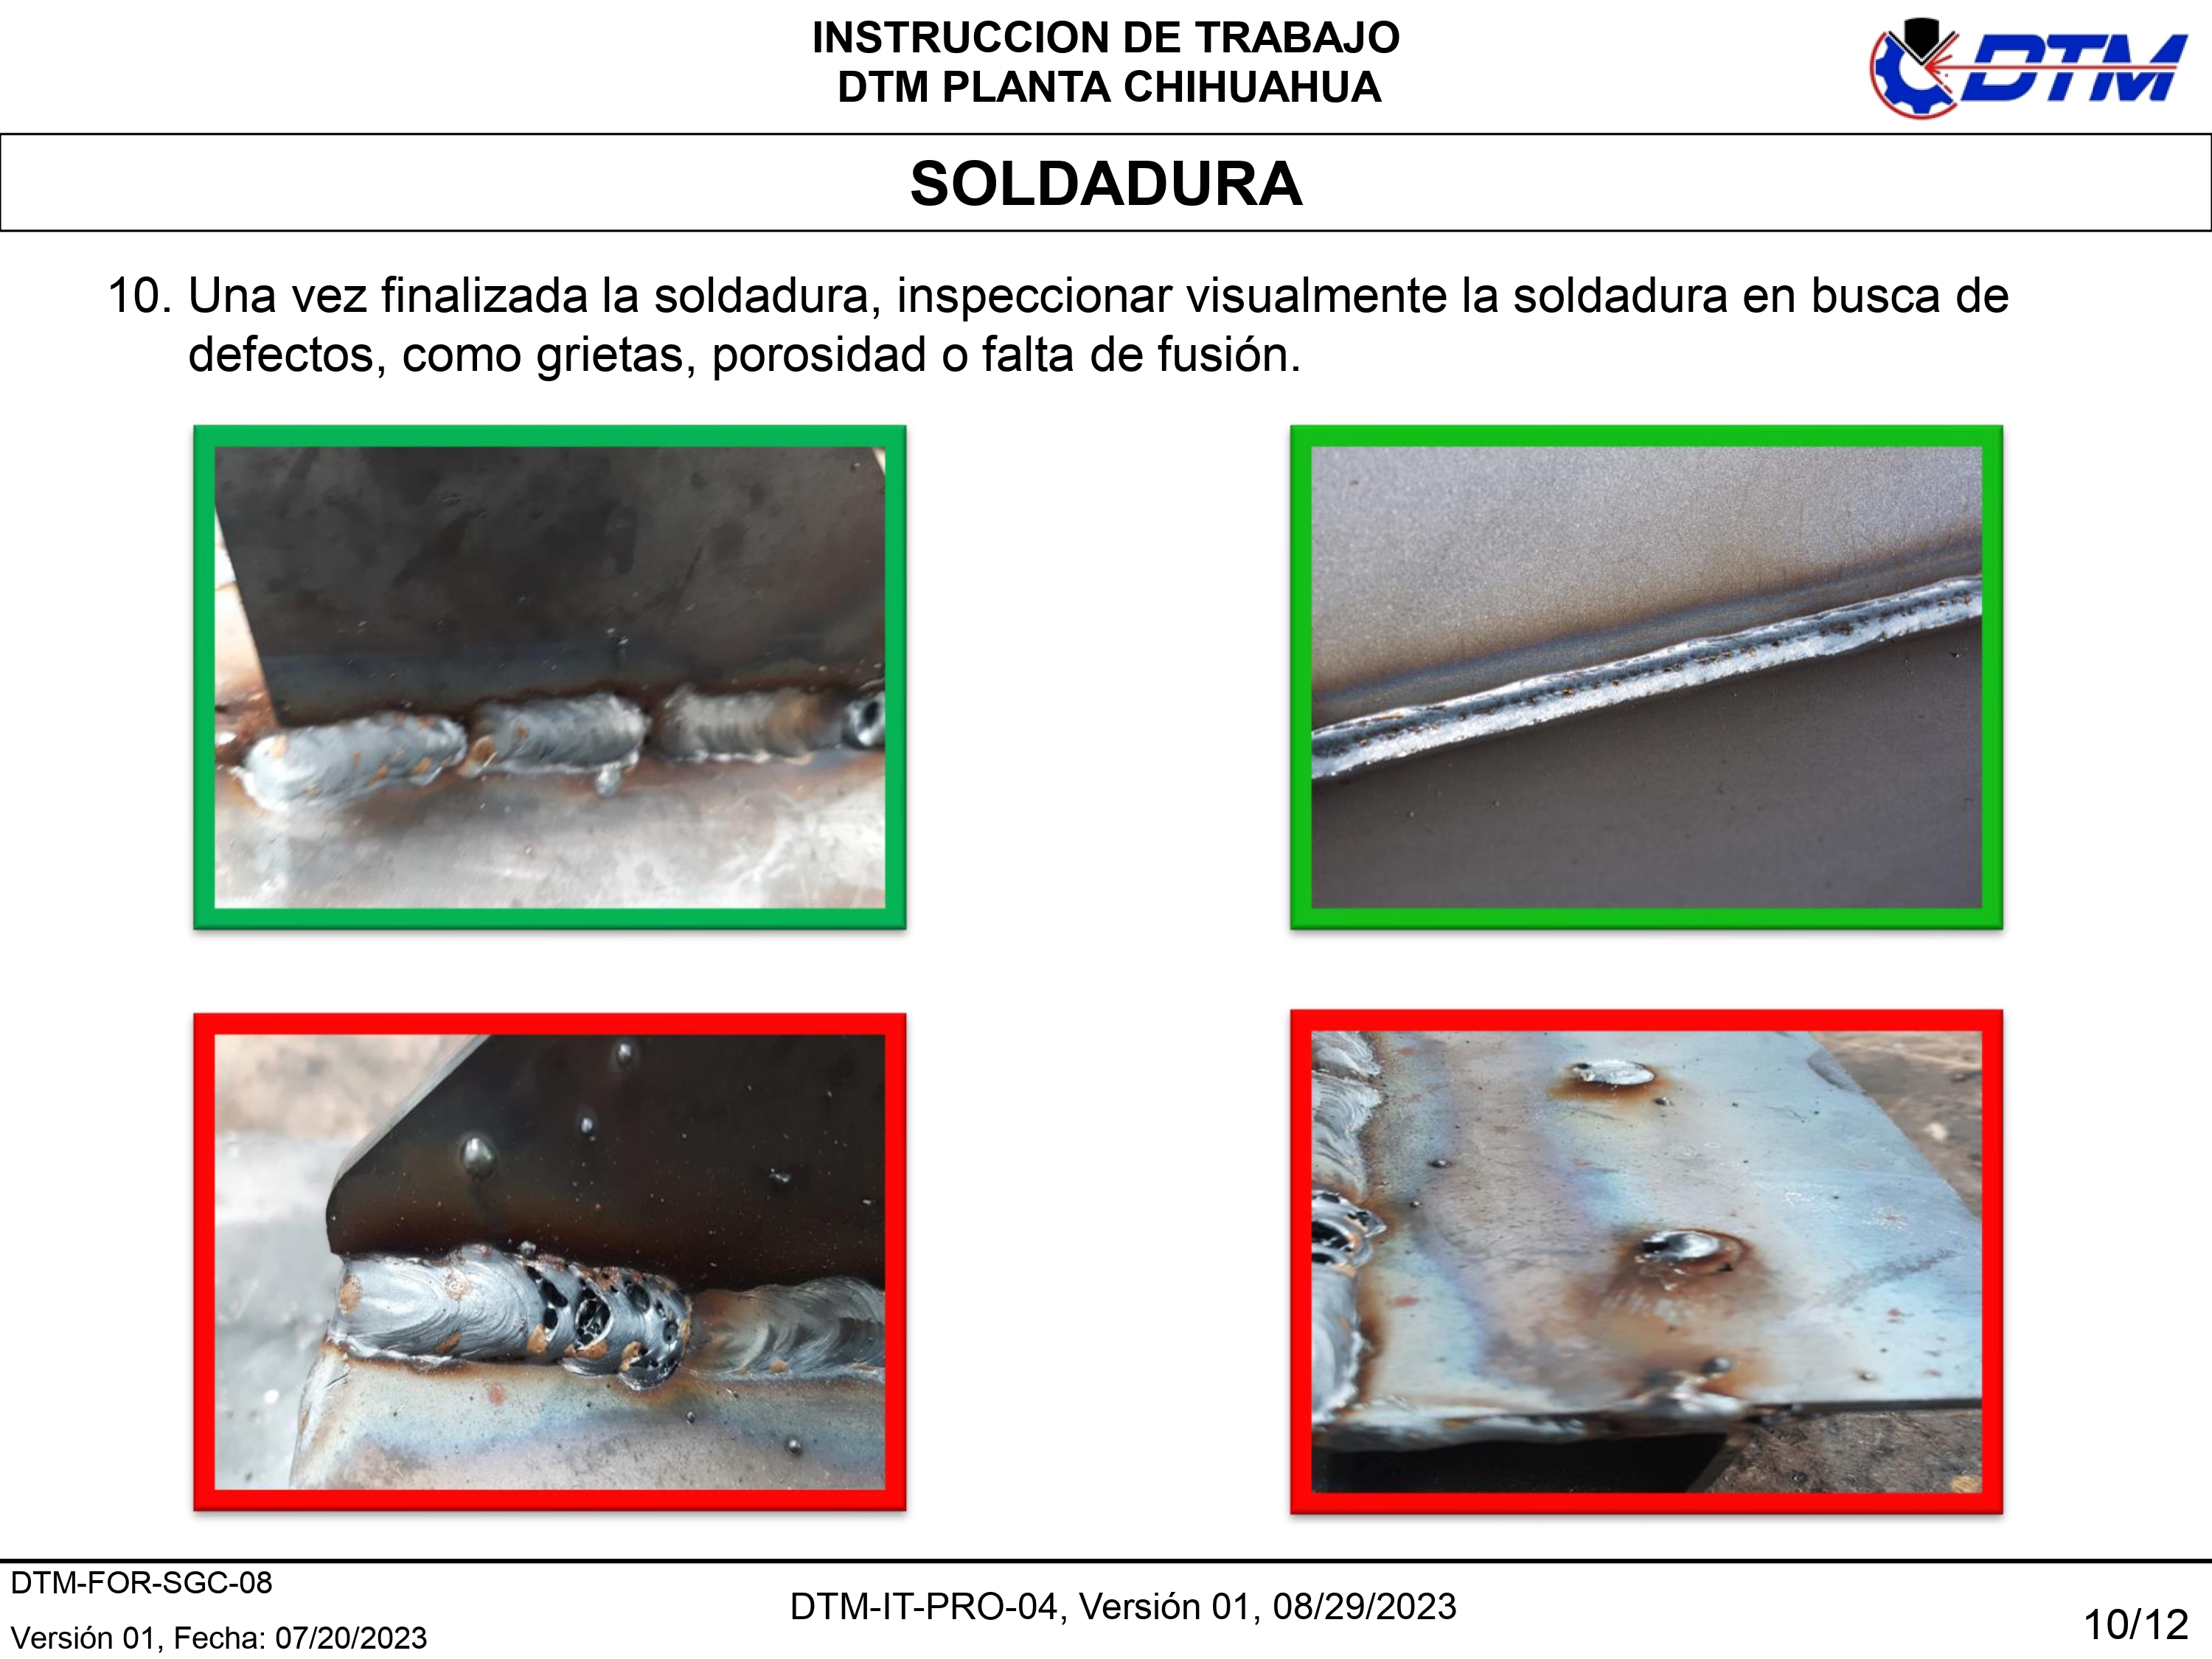 INSTRUCCION DE TRABAJO
DTM PLANTA CHIHUAHUA
DTM
SOLDADURA
10. Una vez finalizada la soldadura, inspeccionar visualmente la soldadura en busca de
defectos, como grietas, porosidad o falta de fusión.
DTM-FOR-SGC-08
Versión 01, Fecha: 07/20/2023
DTM-IT-PRO-04, Versión 01, 08/29/2023
10/12